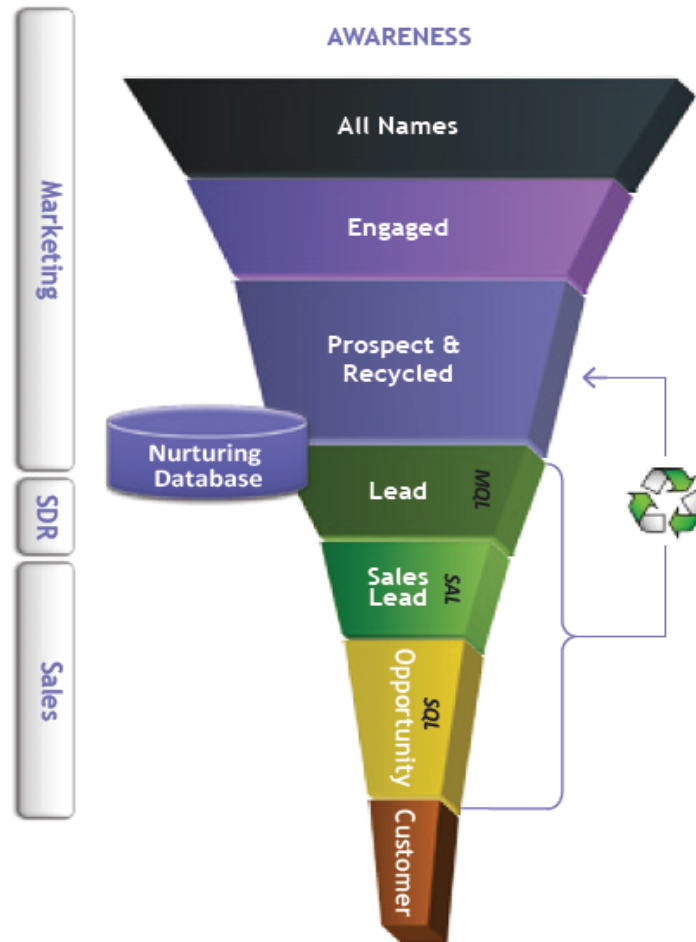 AWARENESS
All Names
Engaged
Prospect &
Recycled
Nurturing
Database
Lead
MQL
Sales
Lead
SAL
Opportunity
SQL
Customer
Marketing
SDR
Sales